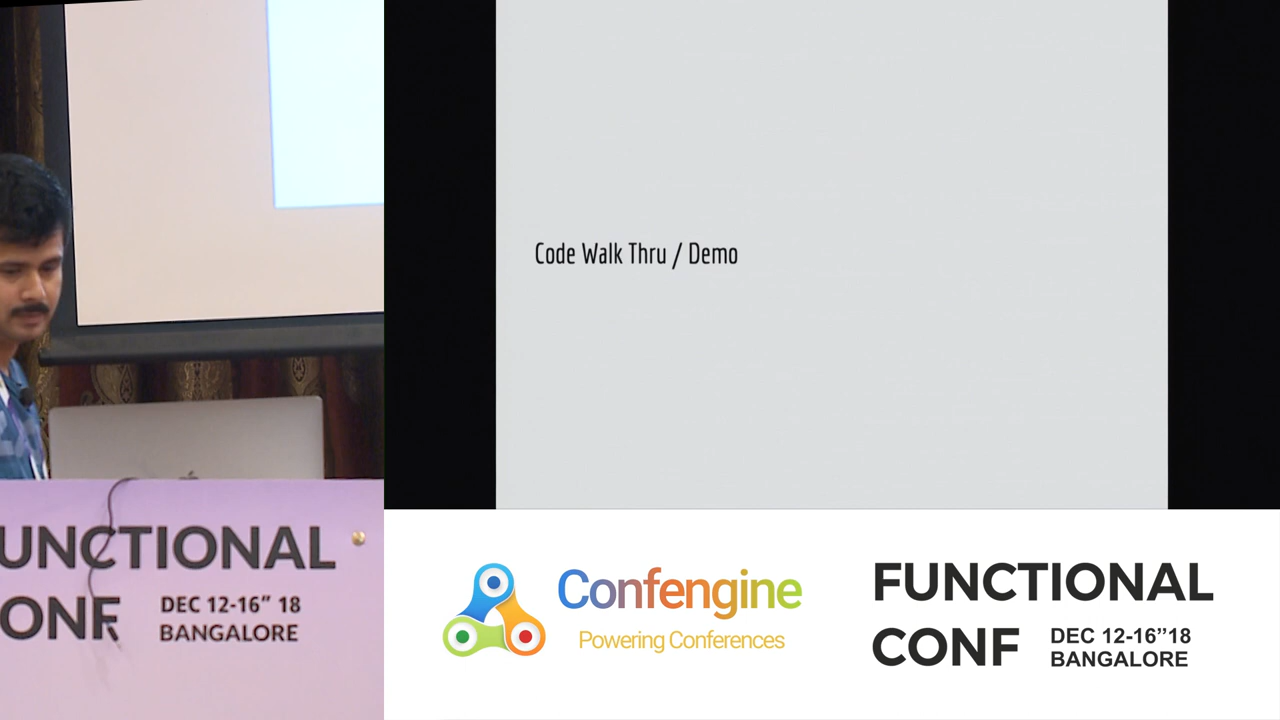 Code Walk Thru / Demo
UNCTIONAL
ONF
DEC 12-16” 18
BANGALORE
Confengine
Powering Conferences
FUNCTIONAL
CONF
DEC 12-16”18
BANGALORE